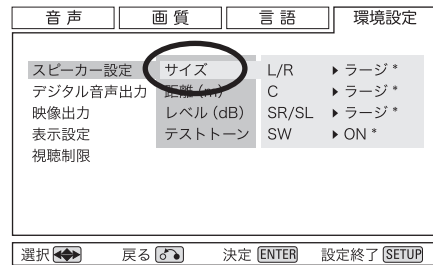 音声 画質 言語 環境設定
スピーカー設定 サイズ L/R ▶ ラージ *
デジタル音声出力 距離 (m) C ▶ ラージ *
映像出力 レベル (dB) SR/SL ▶ ラージ *
表示設定 テストトーン SW ▶ ON *
視聴制限
選択 戻る 決定 ENTER 設定終了 SETUP